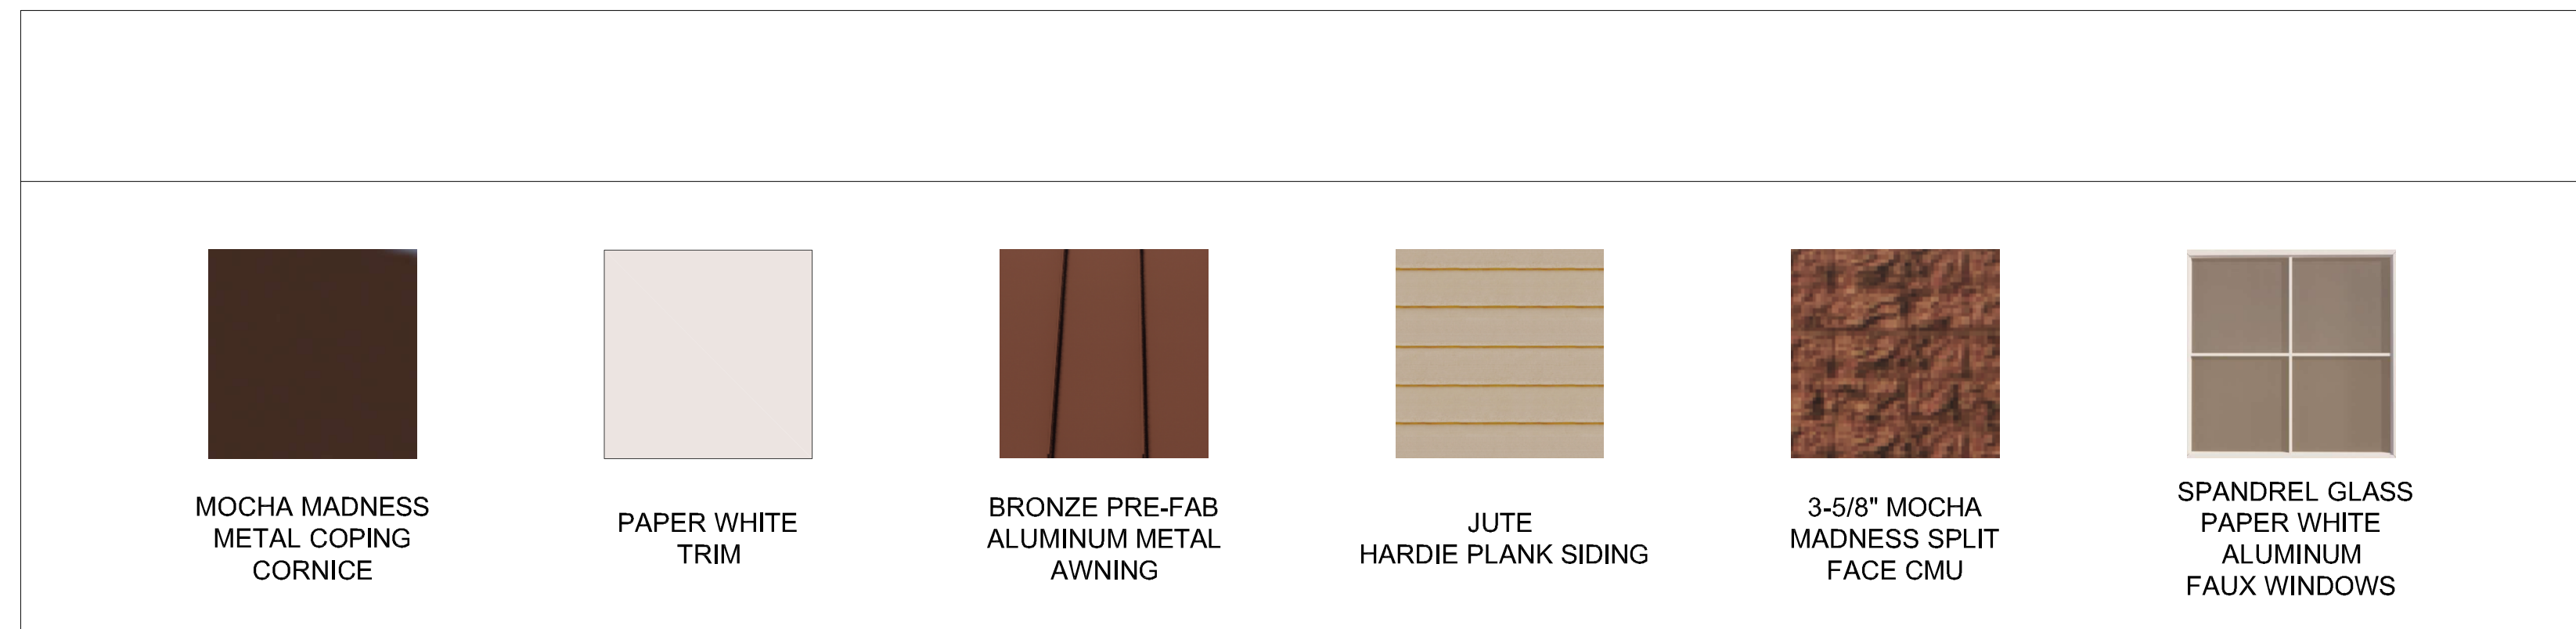 MOCHA MADNESS
METAL COPING
CORNICE
PAPER WHITE
TRIM
BRONZE PRE-FAB
ALUMINUM METAL
AWNING
JUTE
HARDIE PLANK SIDING
3-5/8" MOCHA
MADNESS SPLIT
FACE CMU
SPANDREL GLASS
PAPER WHITE
ALUMINUM
FAUX WINDOWS